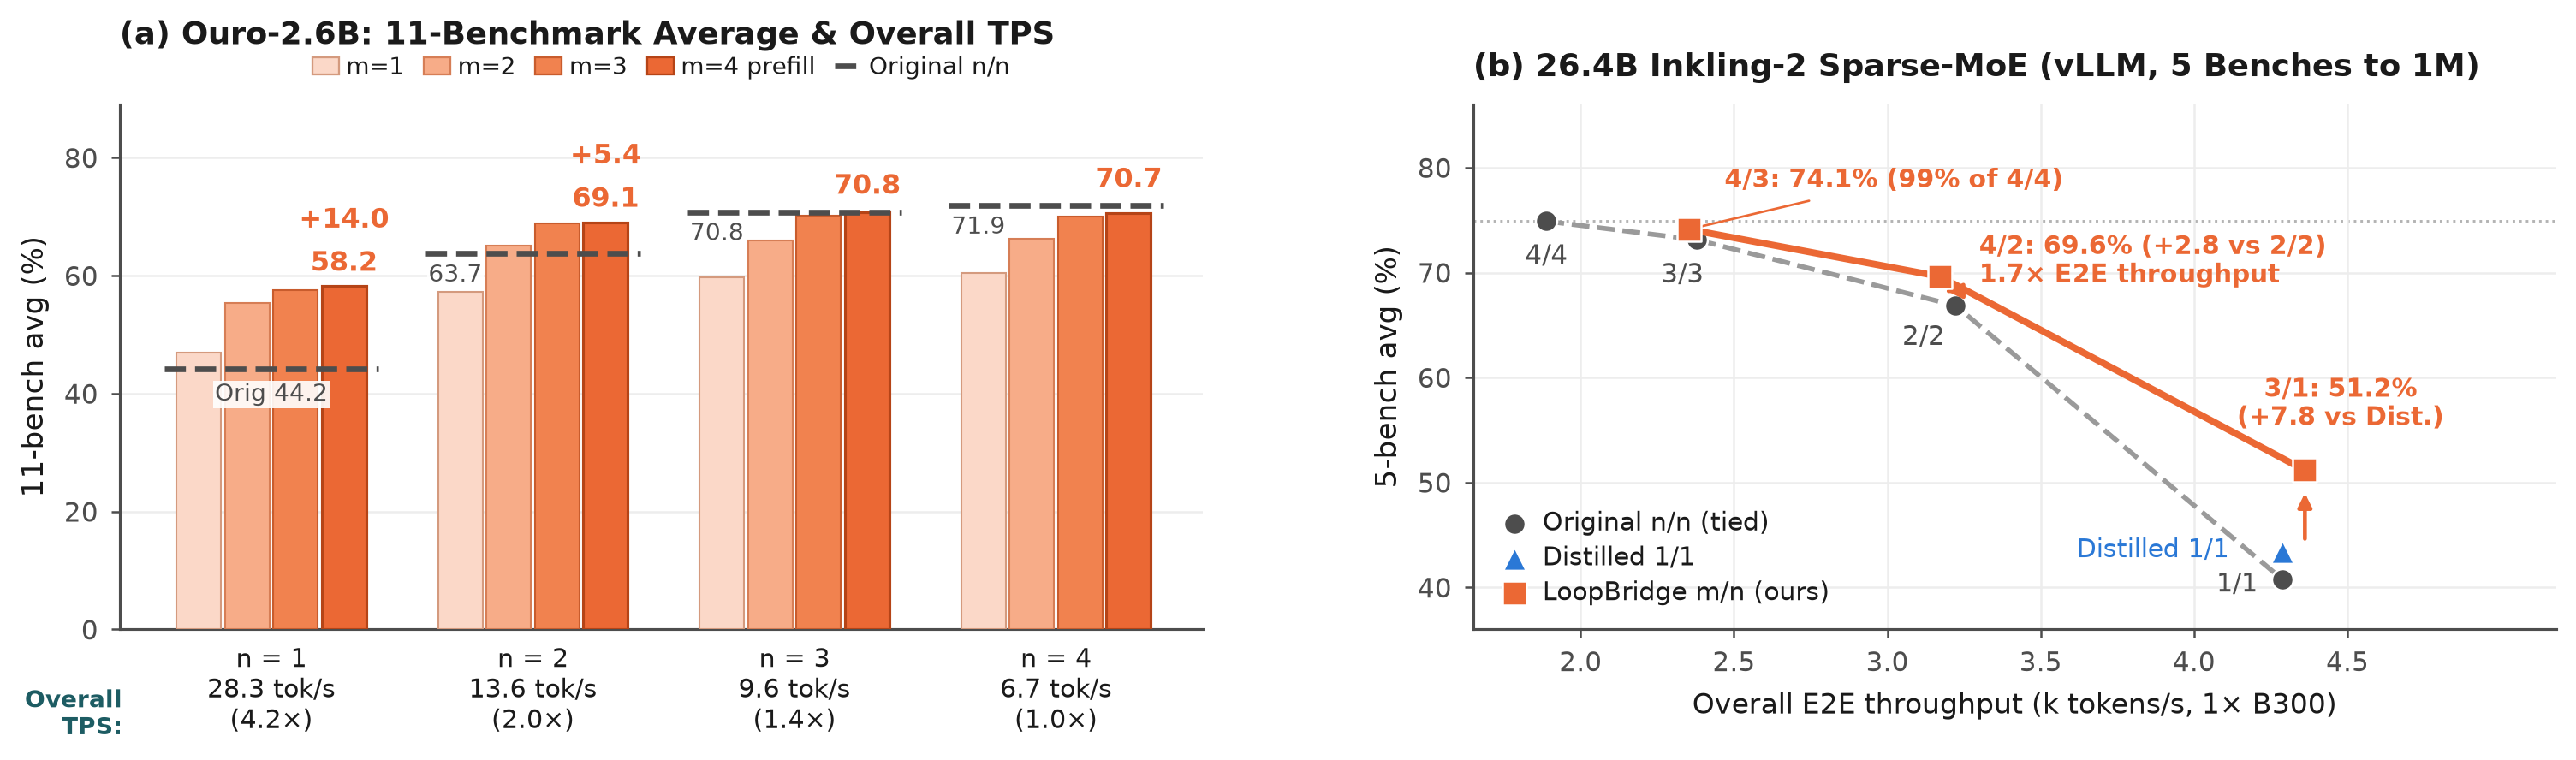 (a) Ouro-2.6B: 11-Benchmark Average & Overall TPS
m=1
m=2
m=3
m=4 prefill
Original n/n
11-bench avg (%)
80
60
40
20
0
+14.0
58.2
Orig 44.2
+5.4
69.1
63.7
70.8
70.8
70.7
71.9
n = 1
28.3 tok/s
(4.2×)
n = 2
13.6 tok/s
(2.0×)
n = 3
9.6 tok/s
(1.4×)
n = 4
6.7 tok/s
(1.0×)
Overall
TPS:
(b) 26.4B Inkling-2 Sparse-MoE (vLLM, 5 Benches to 1M)
5-bench avg (%)
80
70
60
50
40
4/3: 74.1% (99% of 4/4)
4/4
3/3
4/2: 69.6% (+2.8 vs 2/2)
1.7× E2E throughput
2/2
3/1: 51.2%
(+7.8 vs Dist.)
Distilled 1/1
1/1
Original n/n (tied)
Distilled 1/1
LoopBridge m/n (ours)
2.0
2.5
3.0
3.5
4.0
4.5
Overall E2E throughput (k tokens/s, 1× B300)